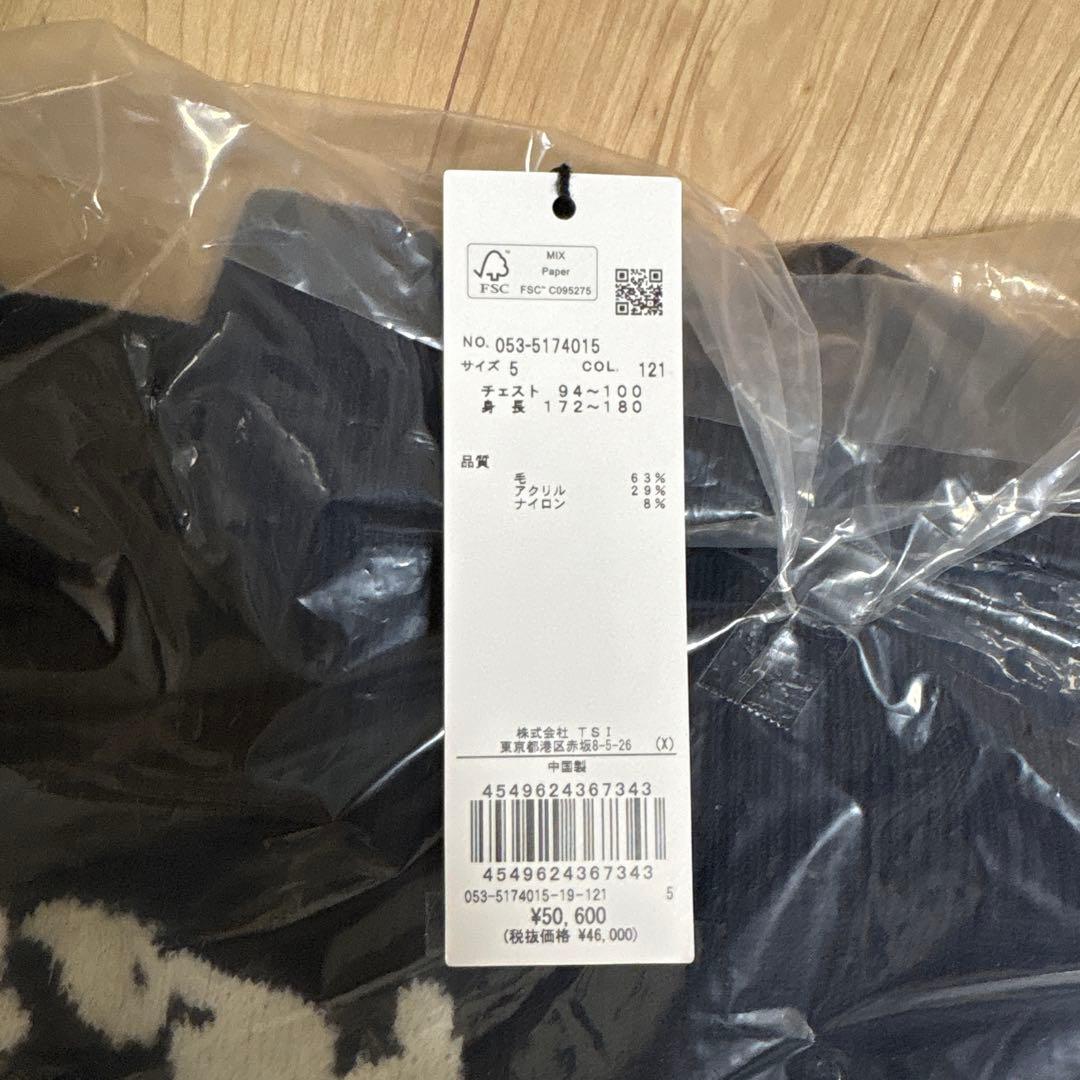 MIX
Paper
FSC™ C095275
FSC
NO. 053-5174015
サイズ 5 COL. 121
チェスト 94~100
身長 172~180
品質
毛 63%
アクリル 29%
ナイロン 8%
株式会社 TSI
東京都港区赤坂8-5-26 (X)
中国製
4549624367343
4549624367343
053-5174015-19-121 5
¥50,600
(税抜価格 ¥46,000)